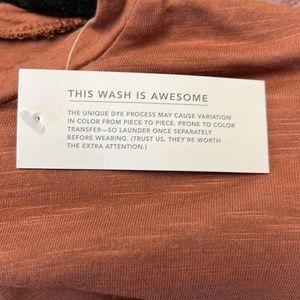 THIS WASH IS AWESOME
THE UNIQUE DYE PROCESS MAY CAUSE VARIATION
IN COLOR FROM PIECE TO PIECE. PRONE TO COLOR
TRANSFER—SO LAUNDER ONCE SEPARATELY
BEFORE WEARING. (TRUST US, THEY'RE WORTH
THE EXTRA ATTENTION.)